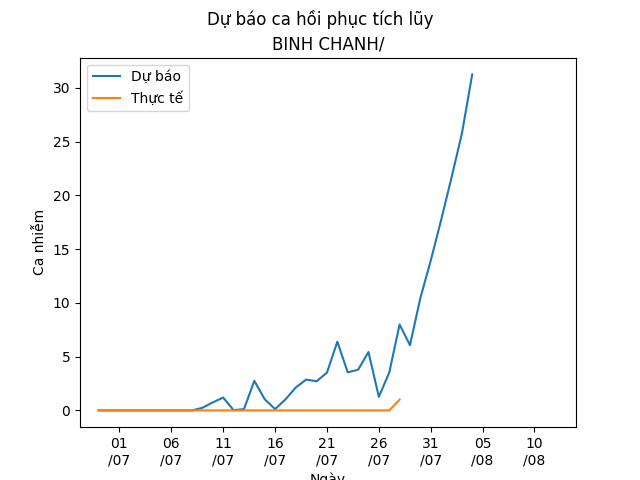 Dự báo ca hồi phục tích lũy
BINH CHANH/
Dự báo
Thực tế
Ca nhiễm
30
25
20
15
10
5
0
01 06 11 16 21 26 31 05 10
/07 /07 /07 /07 /07 /07 /07 /08 /08
Ngày